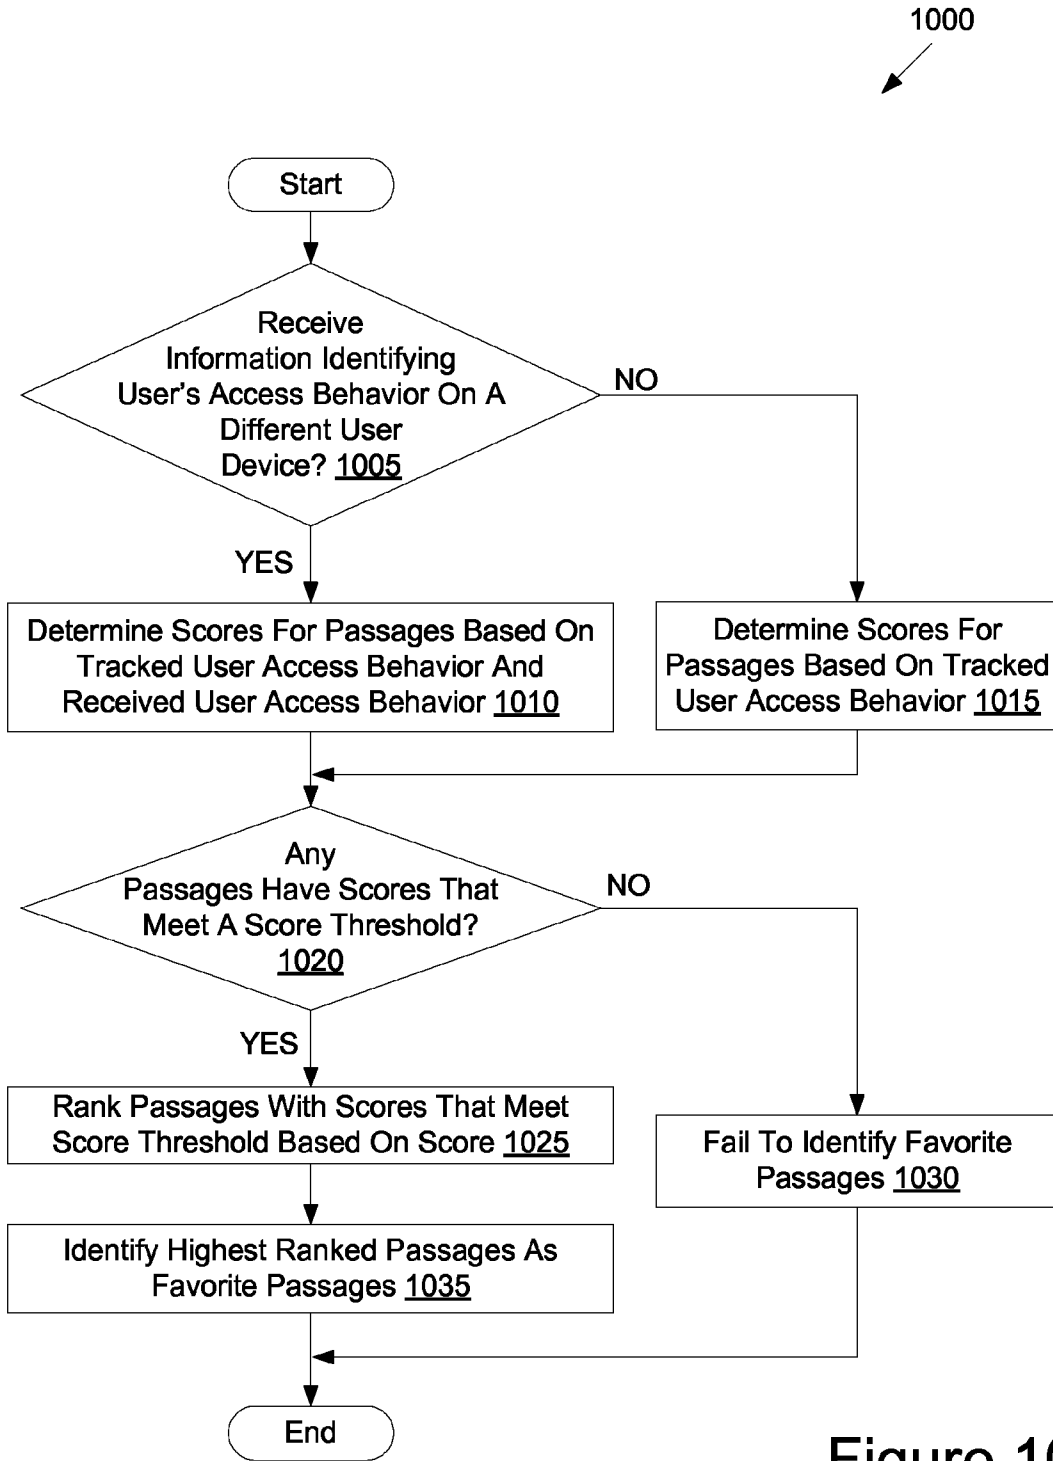 1000
Start
Receive
Information Identifying
User's Access Behavior On A
Different User
Device? 1005
NO
YES
Determine Scores For Passages Based On
Tracked User Access Behavior And
Received User Access Behavior 1010
Determine Scores For
Passages Based On Tracked
User Access Behavior 1015
Any
Passages Have Scores That
Meet A Score Threshold?
1020
NO
YES
Rank Passages With Scores That Meet
Score Threshold Based On Score 1025
Fail To Identify Favorite
Passages 1030
Identify Highest Ranked Passages As
Favorite Passages 1035
End
Figure